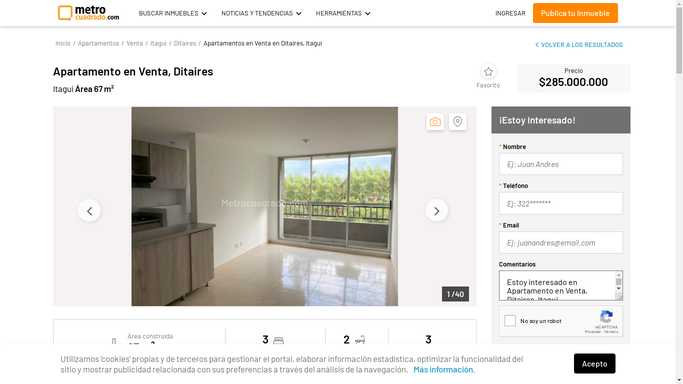 metro
cuadrado.com
BUSCAR INMUEBLES
NOTICIAS Y TENDENCIAS
HERRAMIENTAS
INGRESAR
Publica tu Inmueble
Inicio / Apartamentos / Venta / Itagui / Ditaires / Apartamentos en Venta en Ditaires, Itagui
VOLVER A LOS RESULTADOS
Apartamento en Venta, Ditaires
Itagui Área 67 m²
Favorito
Precio
$285.000.000
Metrocuadrado.com
1 /40
¡Estoy Interesado!
* Nombre
Ej: Juan Andres
* Teléfono
Ej: 322*******
* Email
Ej: juanandres@email.com
Comentarios
Estoy interesado en
Apartamento en Venta,
Ditaires, Itagui
No soy un robot
reCAPTCHA
Privacidad - Términos
Área construida
3
2
3
Utilizamos 'cookies' propias y de terceros para gestionar el portal, elaborar información estadística, optimizar la funcionalidad del
sitio y mostrar publicidad relacionada con sus preferencias a través del análisis de la navegación. Más información.
Acepto